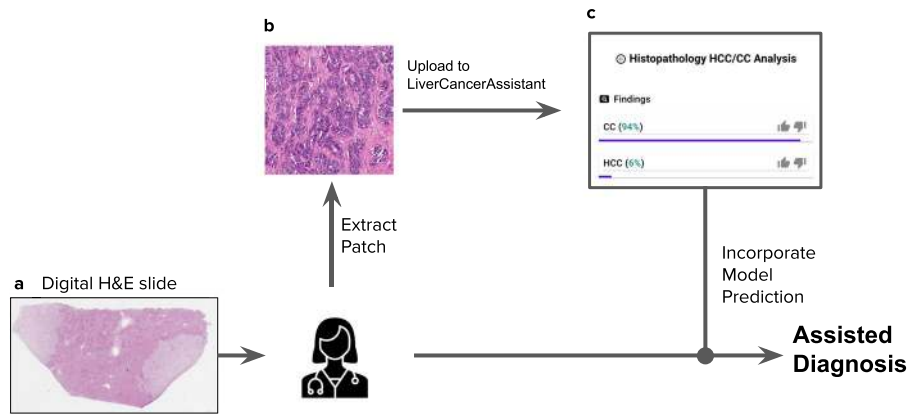 b
Upload to
LiverCancerAssistant
c
Histopathology HCC/CC Analysis
Findings
CC (94%)
HCC (6%)
Extract
Patch
a Digital H&E slide
Incorporate
Model
Prediction
Assisted
Diagnosis